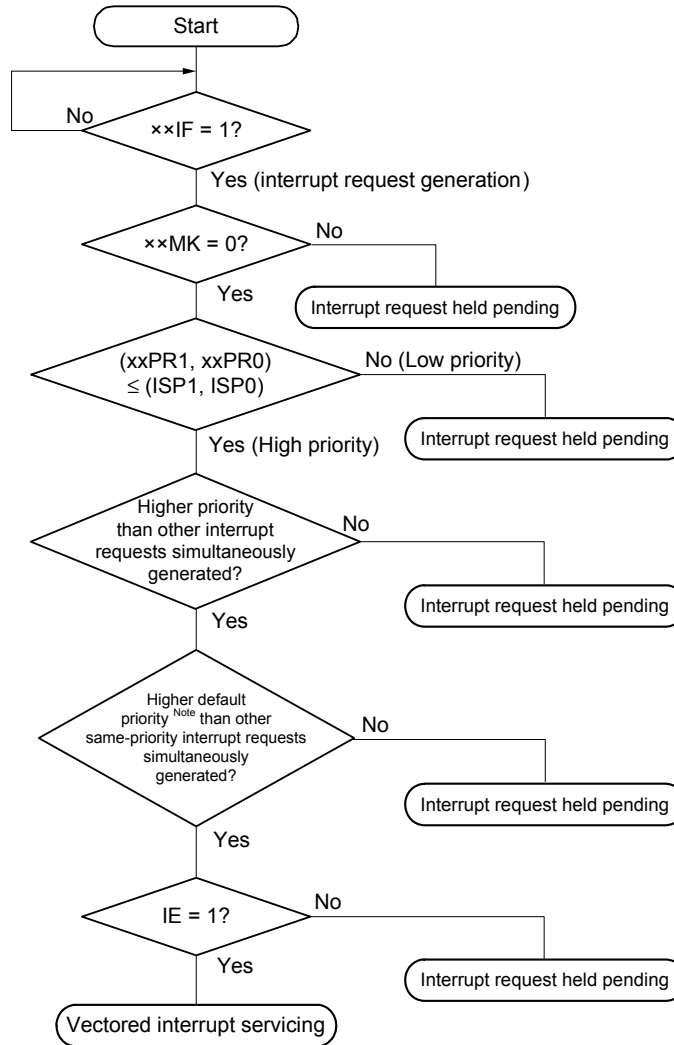 Start
No
××IF = 1?
Yes (interrupt request generation)
××MK = 0?
No
Yes
Interrupt request held pending
(xxPR1, xxPR0)
≤ (ISP1, ISP0)
No (Low priority)
Yes (High priority)
Interrupt request held pending
Higher priority
than other interrupt
requests simultaneously
generated?
No
Yes
Interrupt request held pending
Higher default
priority Note than other
same-priority interrupt requests
simultaneously
generated?
No
Yes
Interrupt request held pending
IE = 1?
No
Yes
Interrupt request held pending
Vectored interrupt servicing